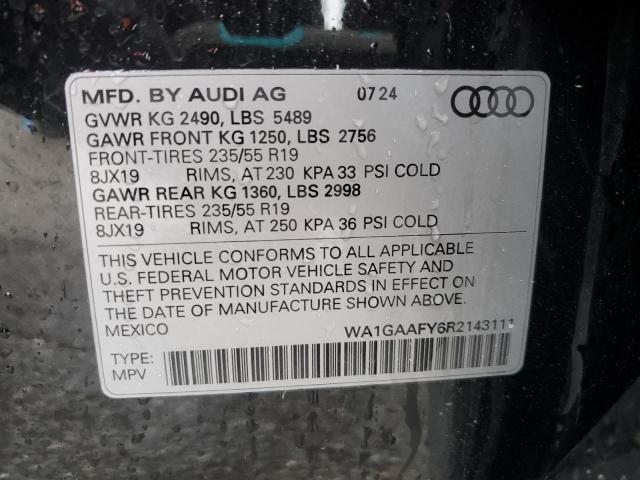 MFD. BY AUDI AG 07 24
GVWR KG 2490, LBS 5489
GAWR FRONT KG 1250, LBS 2756
FRONT-TIRES 235/55 R19
8JX19 RIMS, AT 230 KPA 33 PSI COLD
GAWR REAR KG 1360, LBS 2998
REAR-TIRES 235/55 R19
8JX19 RIMS, AT 250 KPA 36 PSI COLD
THIS VEHICLE CONFORMS TO ALL APPLICABLE
U.S. FEDERAL MOTOR VEHICLE SAFETY AND
THEFT PREVENTION STANDARDS IN EFFECT ON
THE DATE OF MANUFACTURE SHOWN ABOVE.
MEXICO WA1GAAFY6R2143111
TYPE:
MPV